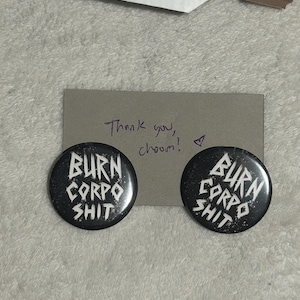 Thank you,
choom!
BURN
CORPO
SHIT
BURN
CORPO
SHIT